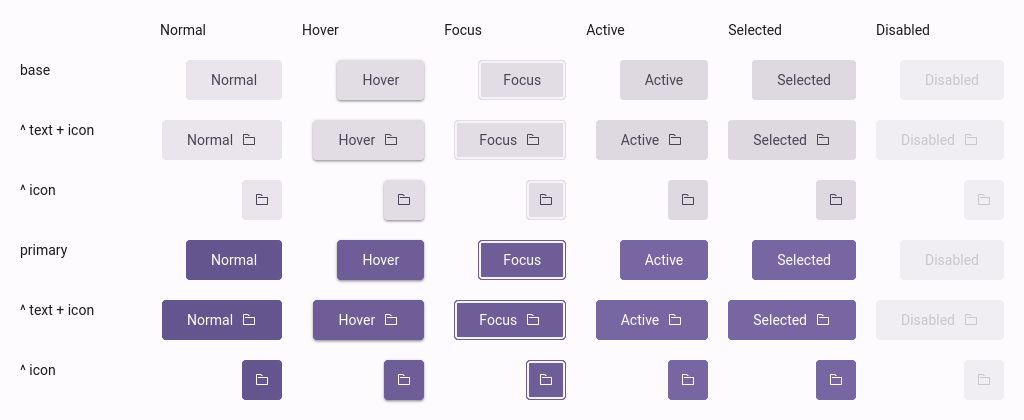 Normal Hover Focus Active Selected Disabled
base Normal Hover Focus Active Selected Disabled
^ text + icon Normal Hover Focus Active Selected Disabled
^ icon
primary Normal Hover Focus Active Selected Disabled
^ text + icon Normal Hover Focus Active Selected Disabled
^ icon